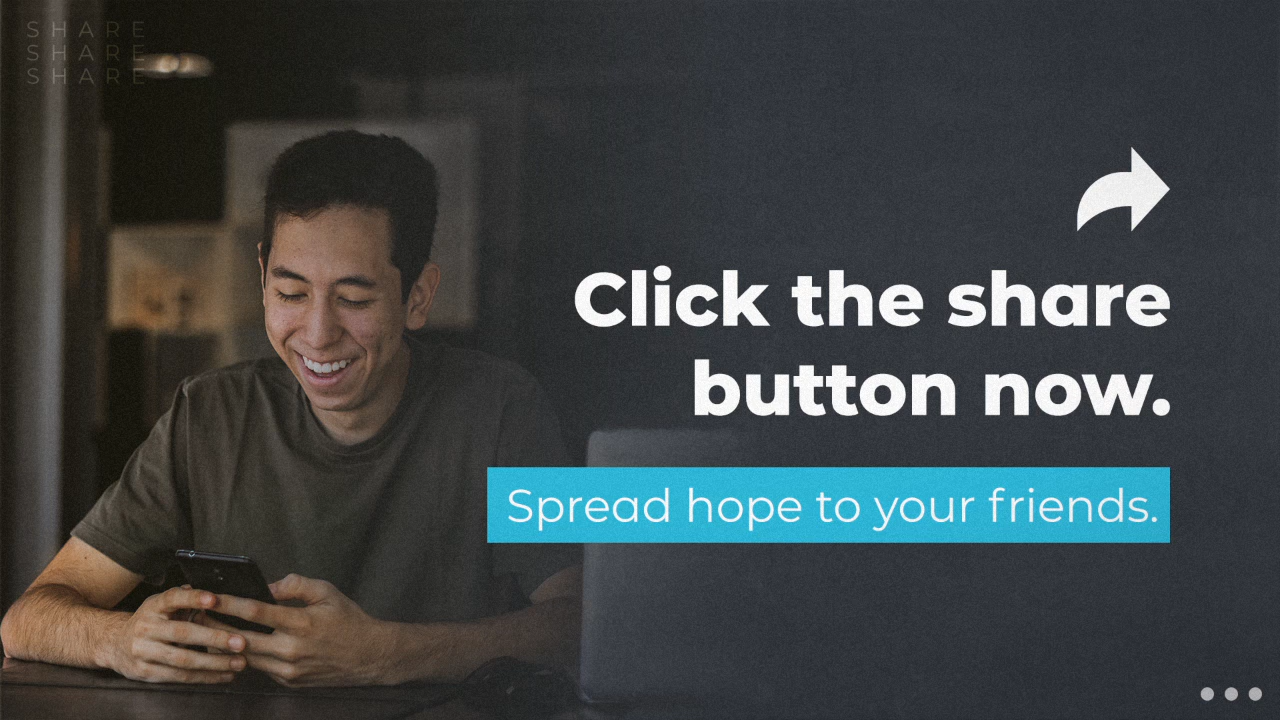 SHARE
SHARE
SHARE
Click the share
button now.
Spread hope to your friends.